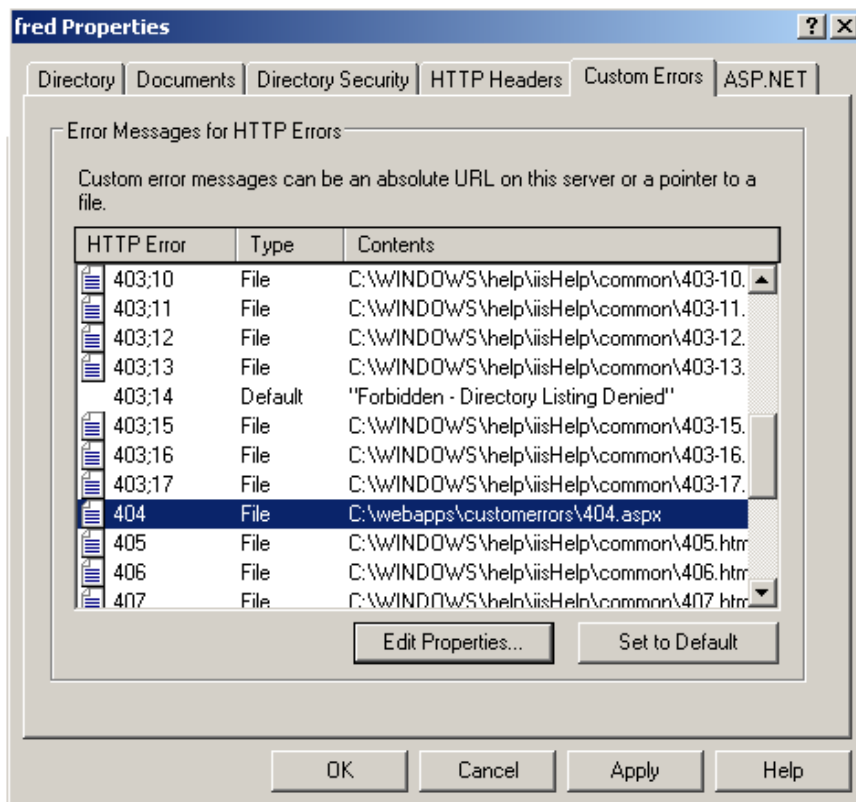 fred Properties
Directory Documents Directory Security HTTP Headers Custom Errors ASP.NET
Error Messages for HTTP Errors
Custom error messages can be an absolute URL on this server or a pointer to a
file.
HTTP Error Type Contents
403;10 File C:\WINDOWS\help\iisHelp\common\403-10.
403;11 File C:\WINDOWS\help\iisHelp\common\403-11.
403;12 File C:\WINDOWS\help\iisHelp\common\403-12.
403;13 File C:\WINDOWS\help\iisHelp\common\403-13.
403;14 Default "Forbidden - Directory Listing Denied"
403;15 File C:\WINDOWS\help\iisHelp\common\403-15.
403;16 File C:\WINDOWS\help\iisHelp\common\403-16.
403;17 File C:\WINDOWS\help\iisHelp\common\403-17.
404 File C:\webapps\customerrors\404.aspx
405 File C:\WINDOWS\help\iisHelp\common\405.htm
406 File C:\WINDOWS\help\iisHelp\common\406.htm
407 File C:\WINDOWS\help\iisHelp\common\407.htm
Edit Properties... Set to Default
OK Cancel Apply Help